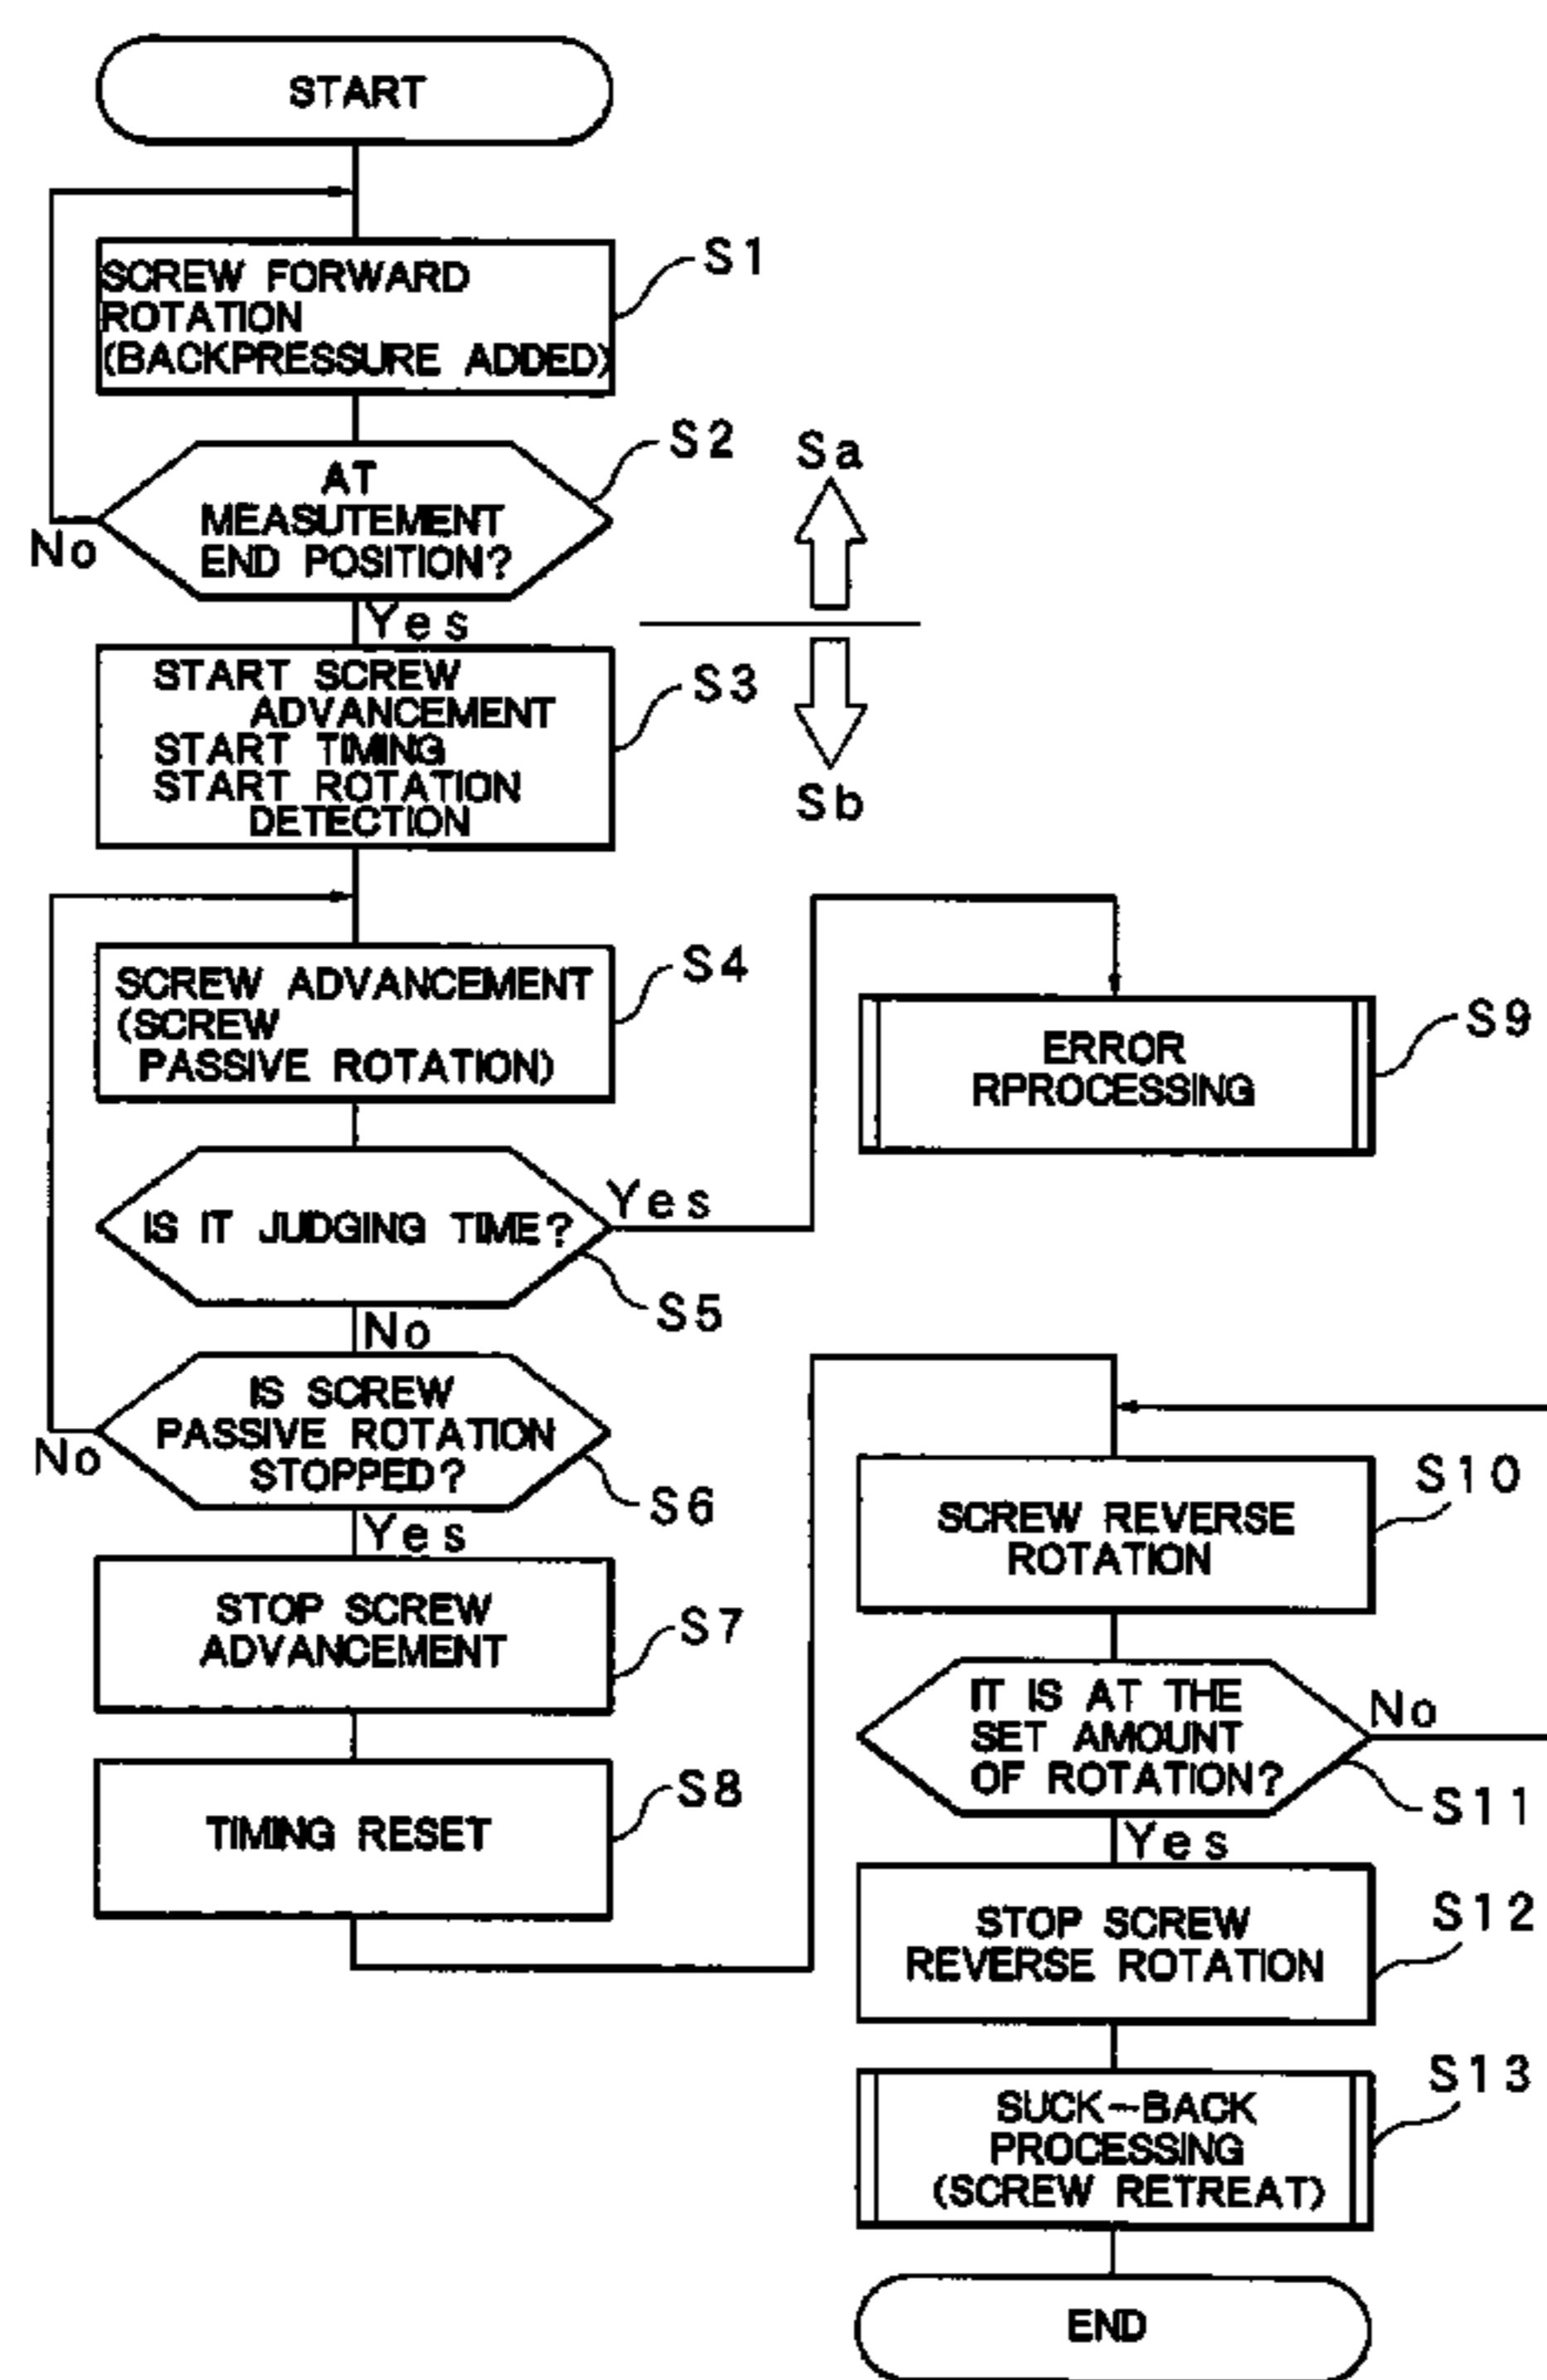 START
SCREW FORWARD
ROTATION
(BACKPRESSURE ADDED)
S1
AT
MEASUTEMENT
END POSITION?
S2
No
Yes
Sa
Sb
START SCREW
ADVANCEMENT
START TIMING
START ROTATION
DETECTION
S3
SCREW ADVANCEMENT
(SCREW
PASSIVE ROTATION)
S4
IS IT JUDGING TIME?
S5
Yes
No
ERROR
RPROCESSING
S9
IS SCREW
PASSIVE ROTATION
STOPPED?
S6
No
Yes
STOP SCREW
ADVANCEMENT
S7
TIMING RESET
S8
SCREW REVERSE
ROTATION
S10
IT IS AT THE
SET AMOUNT
OF ROTATION?
No
S11
Yes
STOP SCREW
REVERSE ROTATION
S12
SUCK-BACK
PROCESSING
(SCREW RETREAT)
S13
END